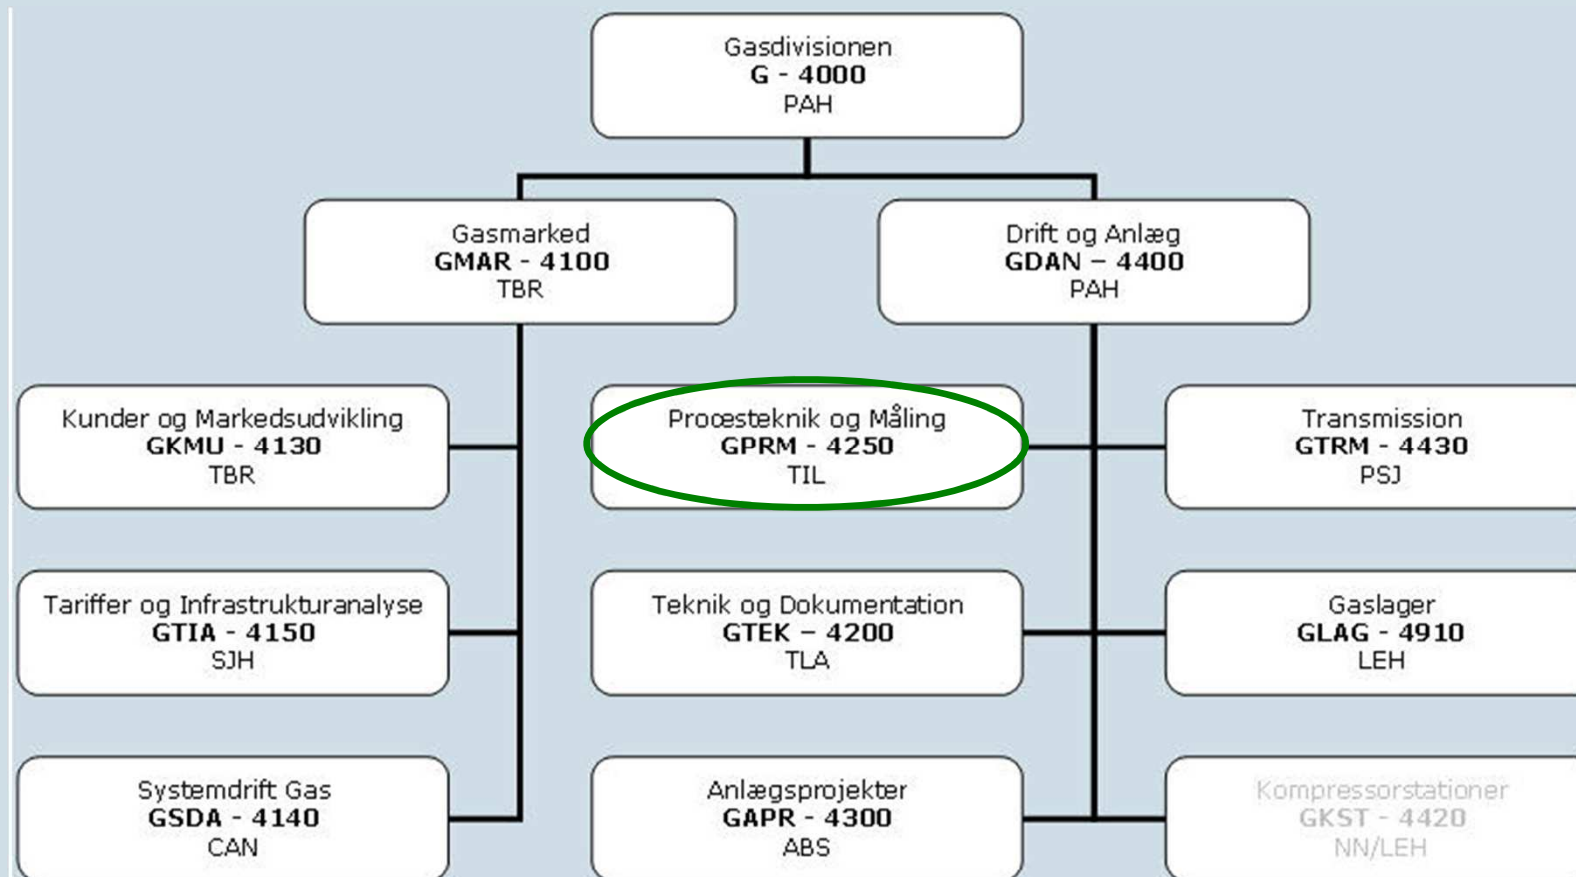 Gasdivisionen
G - 4000
PAH
Gasmarked
GMAR - 4100
TBR
Drift og Anlæg
GDAN – 4400
PAH
Kunder og Markedsudvikling
GKMU - 4130
TBR
Procesteknik og Måling
GPRM - 4250
TIL
Transmission
GTRM - 4430
PSJ
Tariffer og Infrastrukturanalyse
GTIA - 4150
SJH
Teknik og Dokumentation
GTEK – 4200
TLA
Gaslager
GLAG - 4910
LEH
Systemdrift Gas
GSDA - 4140
CAN
Anlægsprojekter
GAPR - 4300
ABS
Kompressorstationer
GKST - 4420
NN/LEH